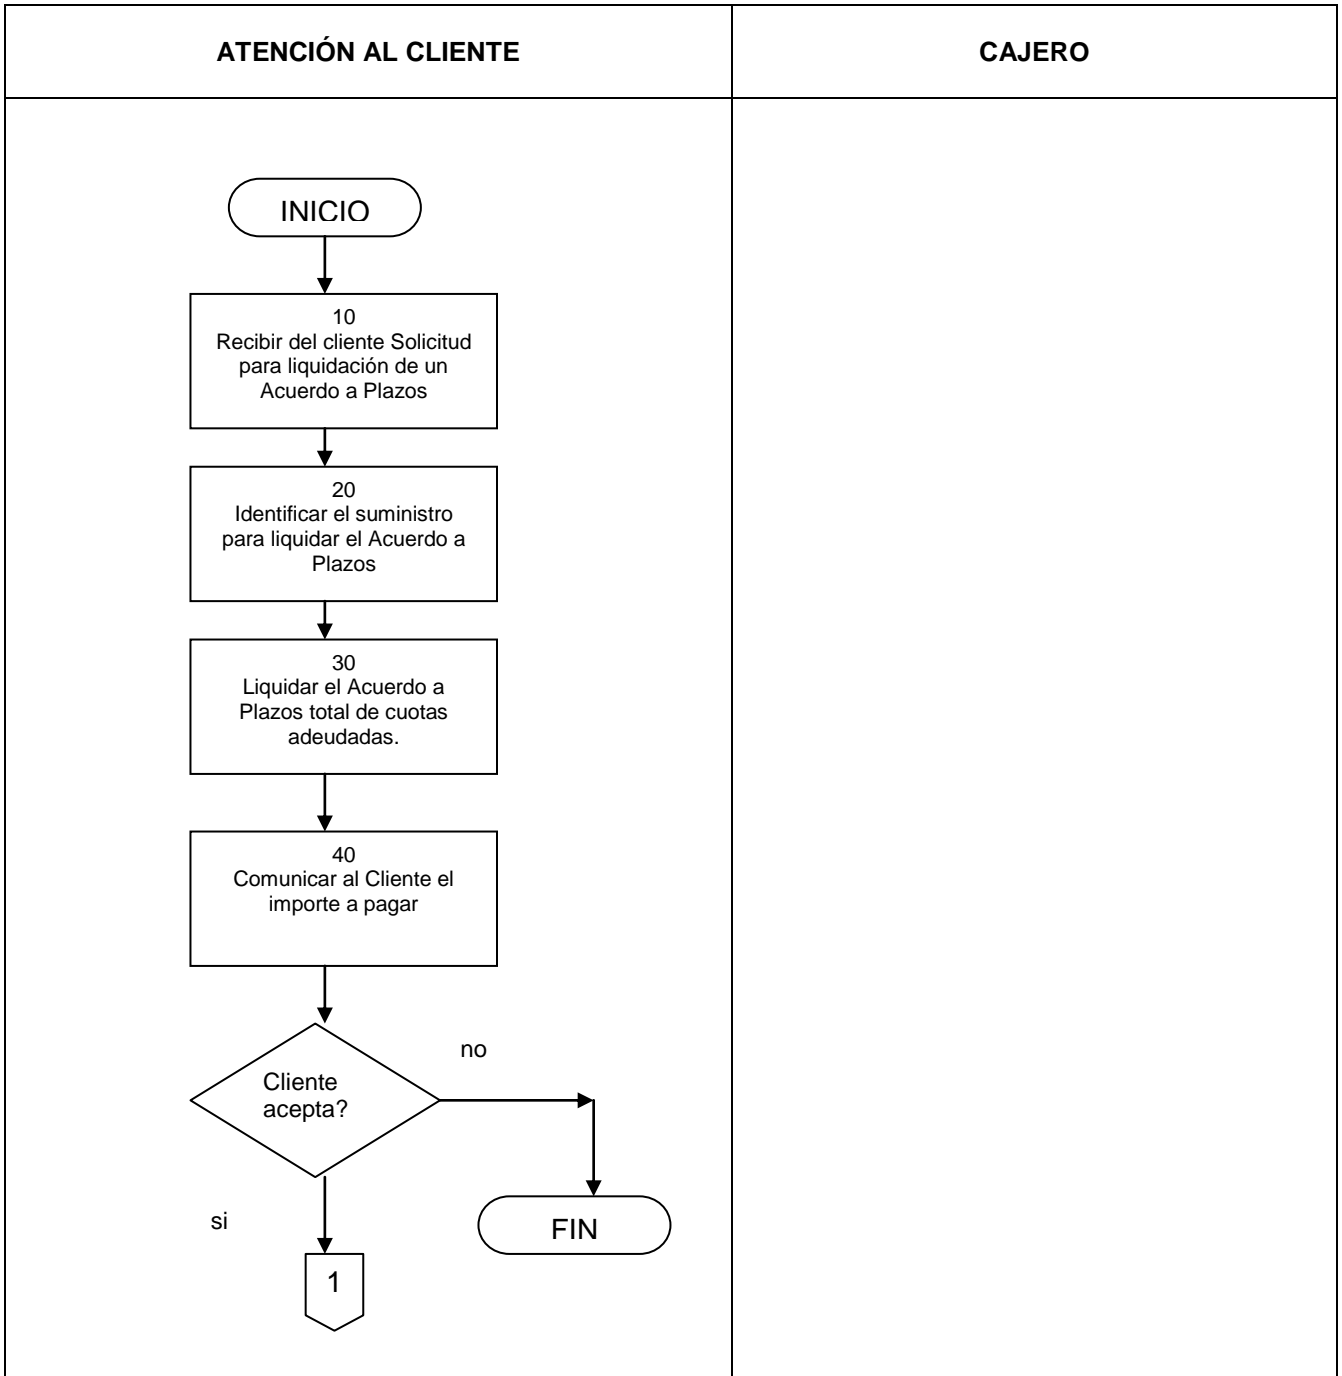 ATENCIÓN AL CLIENTE
CAJERO
INICIO
10
Recibir del cliente Solicitud
para liquidación de un
Acuerdo a Plazos
20
Identificar el suministro
para liquidar el Acuerdo a
Plazos
30
Liquidar el Acuerdo a
Plazos total de cuotas
adeudadas.
40
Comunicar al Cliente el
importe a pagar
no
Cliente
acepta?
si
FIN
1